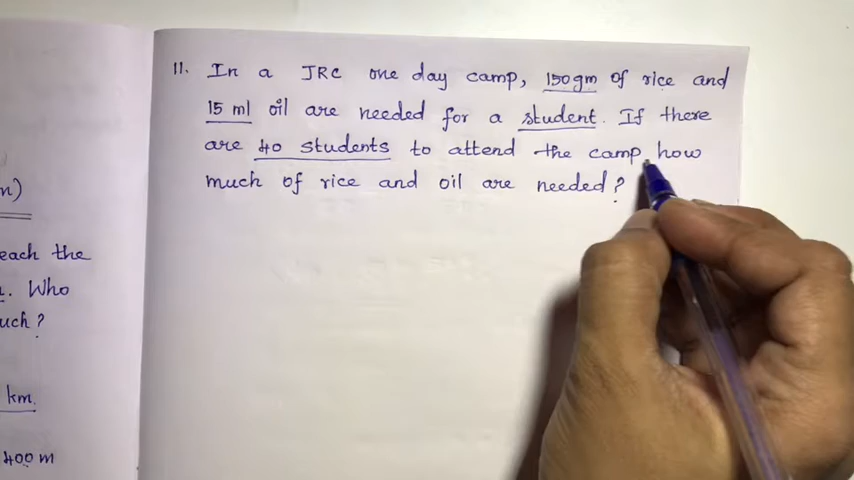 11. In a JRC one day camp, 150gm of rice and
15 ml oil are needed for a student. If there
are 40 students to attend the camp how
much of rice and oil are needed?
m)
each the
. Who
uch?
km.
400 m